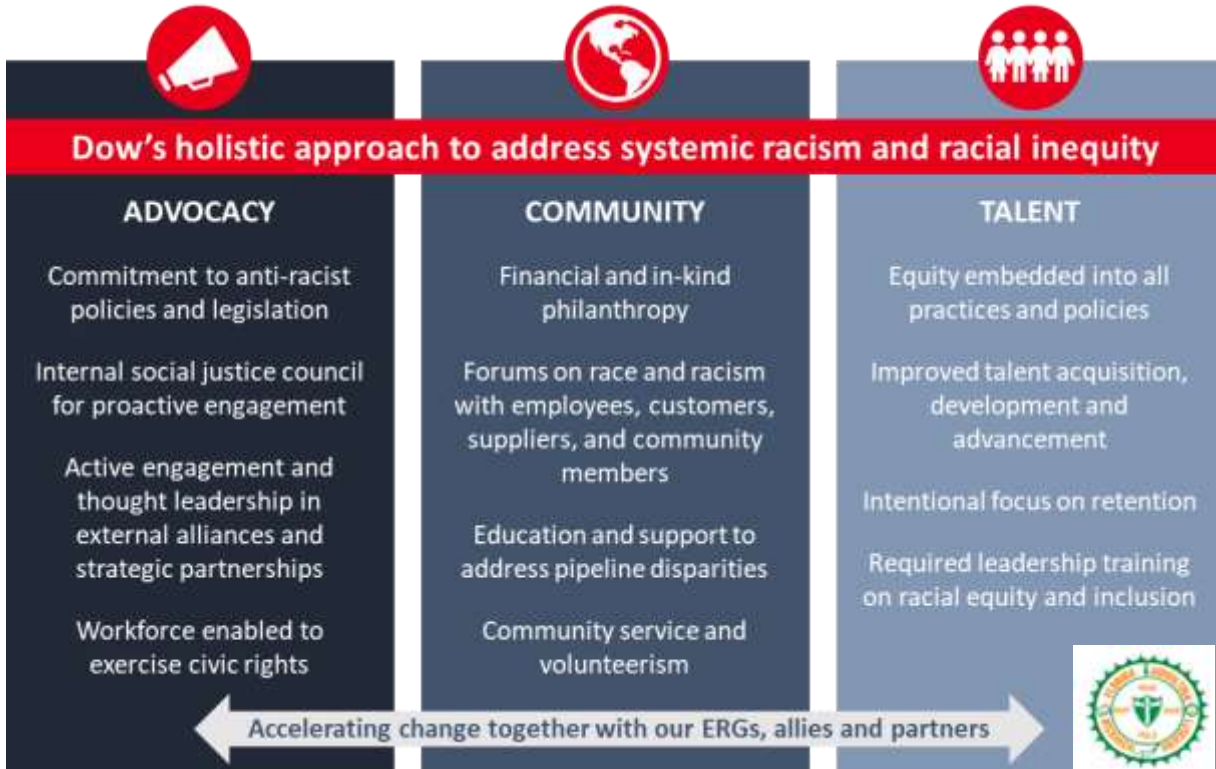 Dow's holistic approach to address systemic racism and racial inequity
ADVOCACY
Commitment to anti-racist
policies and legislation
Internal social justice council
for proactive engagement
Active engagement and
thought leadership in
external alliances and
strategic partnerships
Workforce enabled to
exercise civic rights
COMMUNITY
Financial and in-kind
philanthropy
Forums on race and racism
with employees, customers,
suppliers, and community
members
Education and support to
address pipeline disparities
Community service and
volunteerism
TALENT
Equity embedded into all
practices and policies
Improved talent acquisition,
development and
advancement
Intentional focus on retention
Required leadership training
on racial equity and inclusion
Accelerating change together with our ERGs, allies and partners